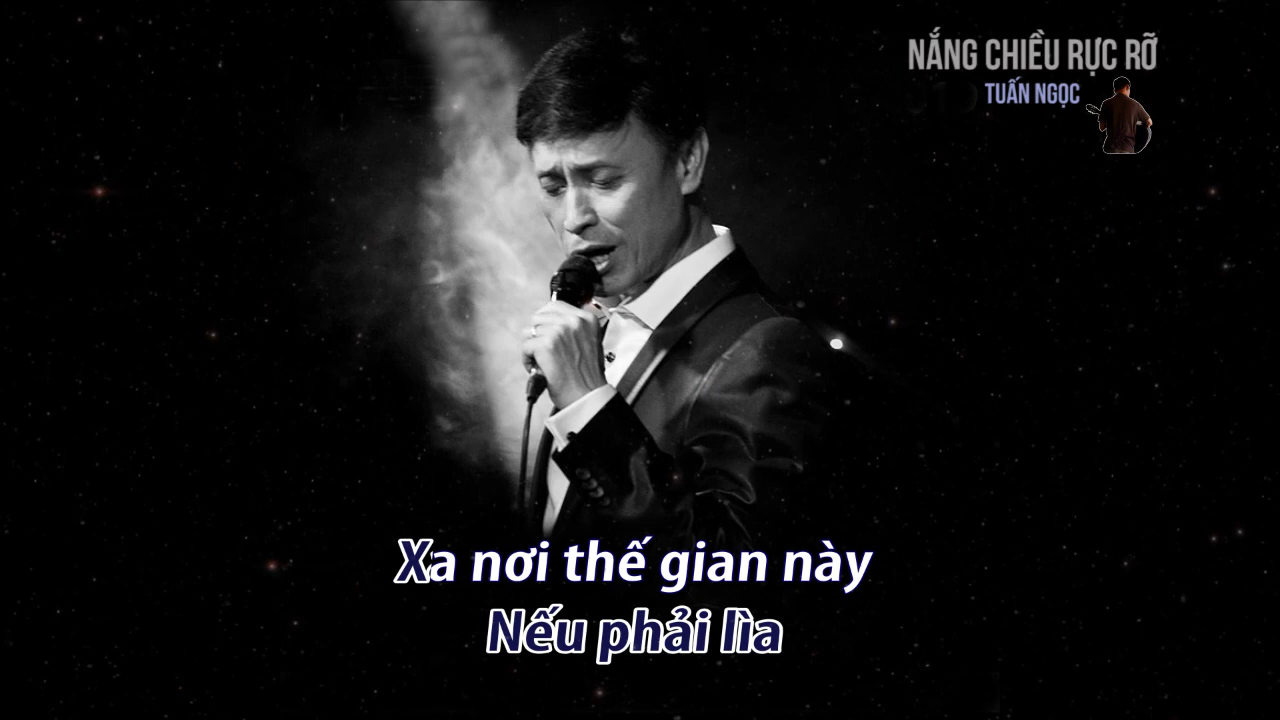 NẮNG CHIỀU RỰC RỠ
TUẤN NGỌC
Xa nơi thế gian này
Nếu phải lìa